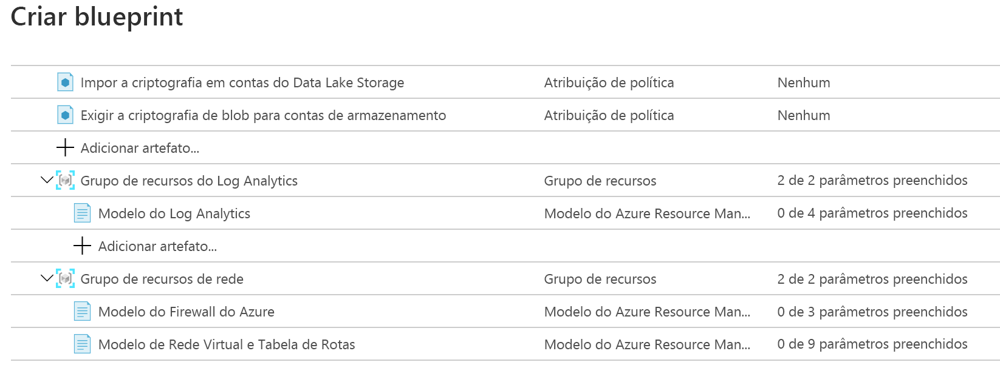 Criar blueprint
Impor a criptografia em contas do Data Lake Storage Atribuição de política Nenhum
Exigir a criptografia de blob para contas de armazenamento Atribuição de política Nenhum
Adicionar artefato...
Grupo de recursos do Log Analytics Grupo de recursos 2 de 2 parâmetros preenchidos
Modelo do Log Analytics Modelo do Azure Resource Man... 0 de 4 parâmetros preenchidos
Adicionar artefato...
Grupo de recursos de rede Grupo de recursos 2 de 2 parâmetros preenchidos
Modelo do Firewall do Azure Modelo do Azure Resource Man... 0 de 3 parâmetros preenchidos
Modelo de Rede Virtual e Tabela de Rotas Modelo do Azure Resource Man... 0 de 9 parâmetros preenchidos